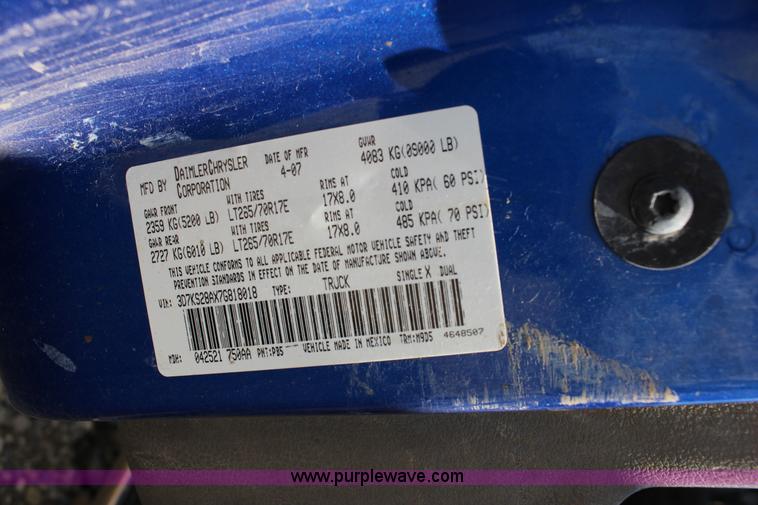 MFD BY DAIMLERCHRYSLER CORPORATION DATE OF MFR 4-07 GVWR 4083 KG(09000 LB)
GAWR FRONT WITH TIRES RIMS AT COLD
2359 KG(5200 LB) LT265/70R17E 17X8.0 410 KPA( 60 PSI)
GAWR REAR WITH TIRES RIMS AT COLD
2727 KG(6010 LB) LT265/70R17E 17X8.0 485 KPA( 70 PSI)
THIS VEHICLE CONFORMS TO ALL APPLICABLE FEDERAL MOTOR VEHICLE SAFETY AND THEFT
PREVENTION STANDARDS IN EFFECT ON THE DATE OF MANUFACTURE SHOWN ABOVE.
VIN: 3D7KS28AX7G818018 TYPE: TRUCK SINGLE X DUAL
MDH: 042521 750AA PNT:PB5 VEHICLE MADE IN MEXICO TRM:M9D5 4648507
www.purplewave.com